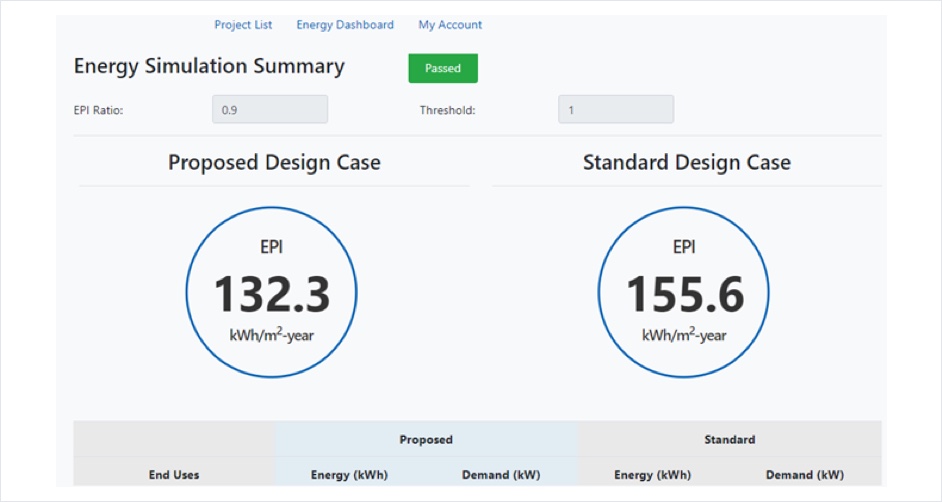 Project List Energy Dashboard My Account
Energy Simulation Summary Passed
EPI Ratio: 0.9 Threshold: 1
Proposed Design Case Standard Design Case
EPI EPI
132.3 155.6
kWh/m²-year kWh/m²-year
Proposed Standard
End Uses Energy (kWh) Demand (kW) Energy (kWh) Demand (kW)